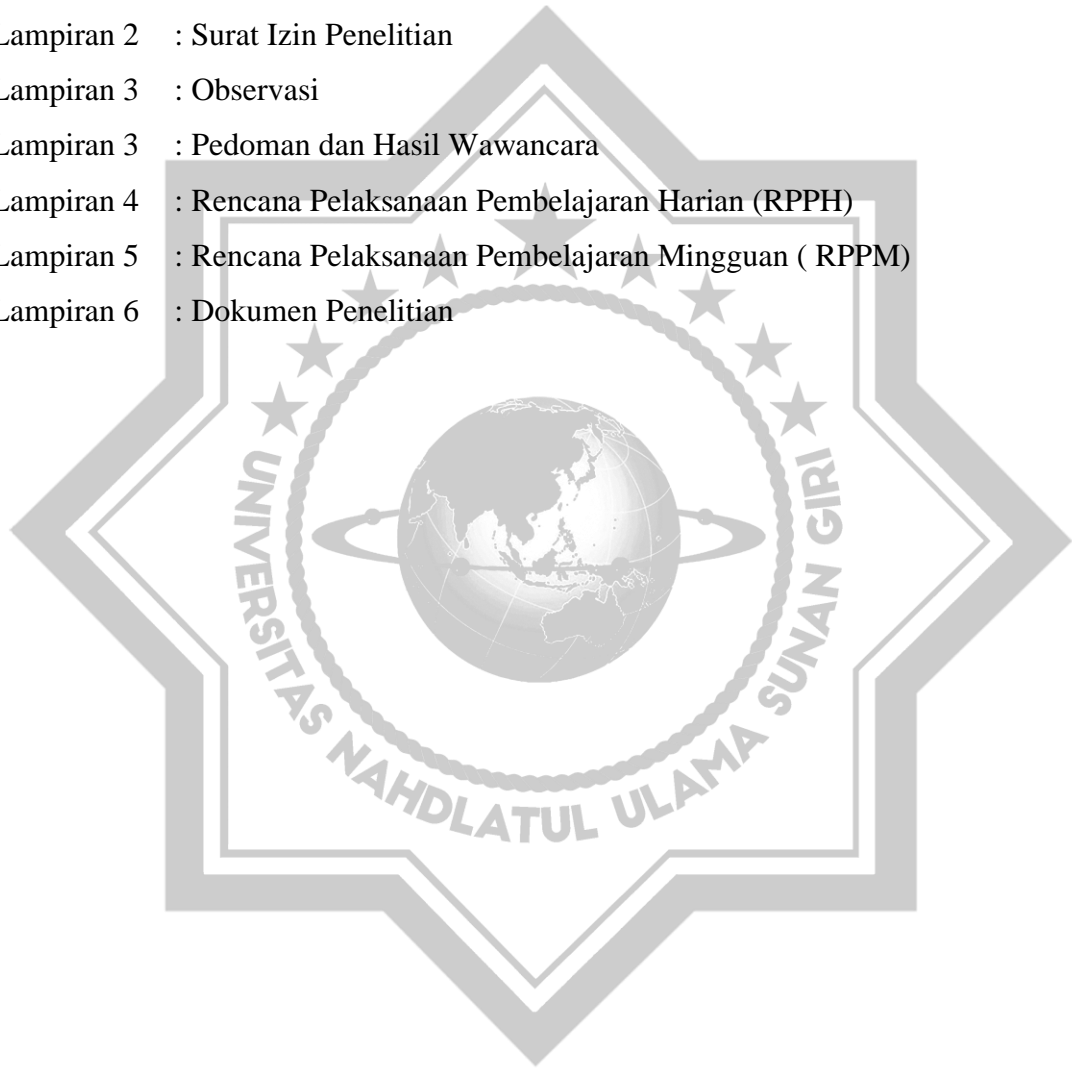 Lampiran 2 : Surat Izin Penelitian
Lampiran 3 : Observasi
Lampiran 3 : Pedoman dan Hasil Wawancara
Lampiran 4 : Rencana Pelaksanaan Pembelajaran Harian (RPPH)
Lampiran 5 : Rencana Pelaksanaan Pembelajaran Mingguan ( RPPM)
Lampiran 6 : Dokumen Penelitian
UNIVERSITAS NAHDLATUL ULAMA SUNAN GIRI